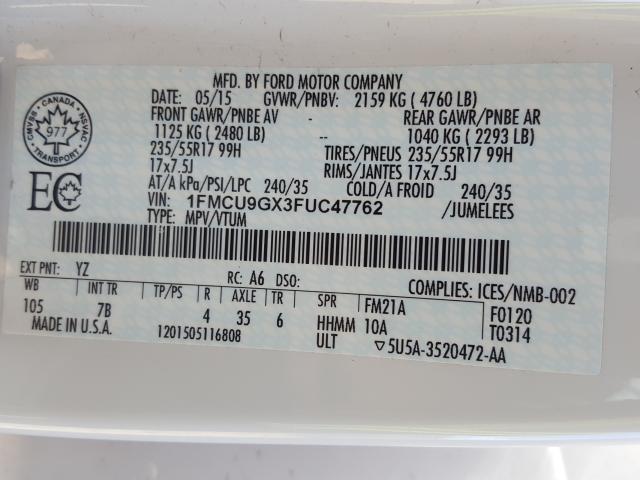 MFD. BY FORD MOTOR COMPANY
DATE: 05/15 GVWR/PNBV: 2159 KG ( 4760 LB)
FRONT GAWR/PNBE AV -- REAR GAWR/PNBE AR
1125 KG ( 2480 LB) 1040 KG ( 2293 LB)
235/55R17 99H TIRES/PNEUS 235/55R17 99H
17x7.5J RIMS/JANTES 17x7.5J
AT/A kPa/PSI/LPC 240/35 COLD/A FROID 240/35
VIN: 1FMCU9GX3FUC47762 /JUMELEES
TYPE: MPV/VTUM
CANADA
CMVSS NSVAC
977
TRANSPORT
EC
EXT PNT: YZ RC: A6 DSO: COMPLIES: ICES/NMB-002
WB INT TR TP/PS R AXLE TR SPR FM21A F0120
105 7B 4 35 6 HHMM 10A T0314
MADE IN U.S.A. 1201505116808 ULT ▽5U5A-3520472-AA